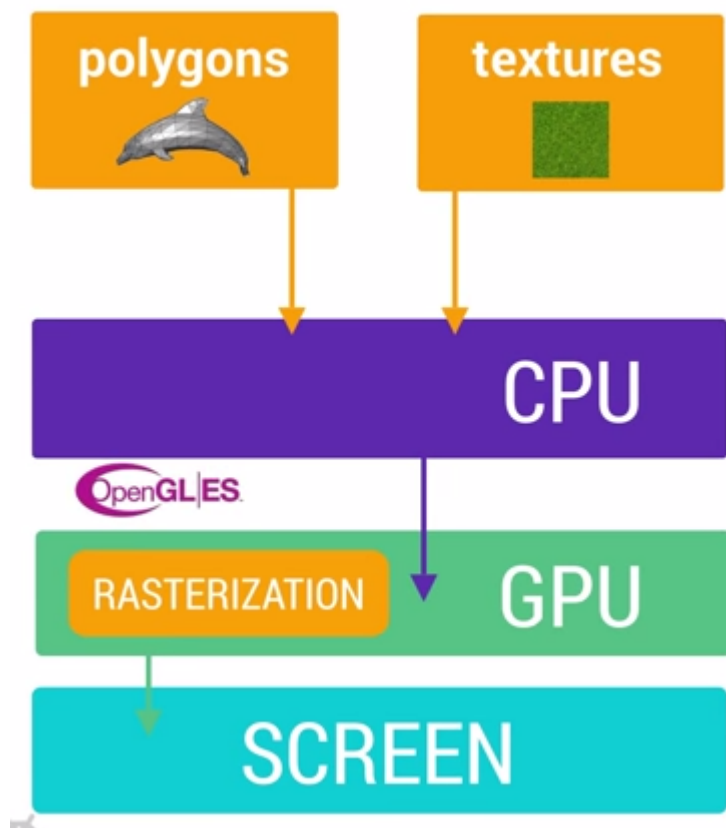 polygons
textures
CPU
OpenGL|ES
RASTERIZATION
GPU
SCREEN